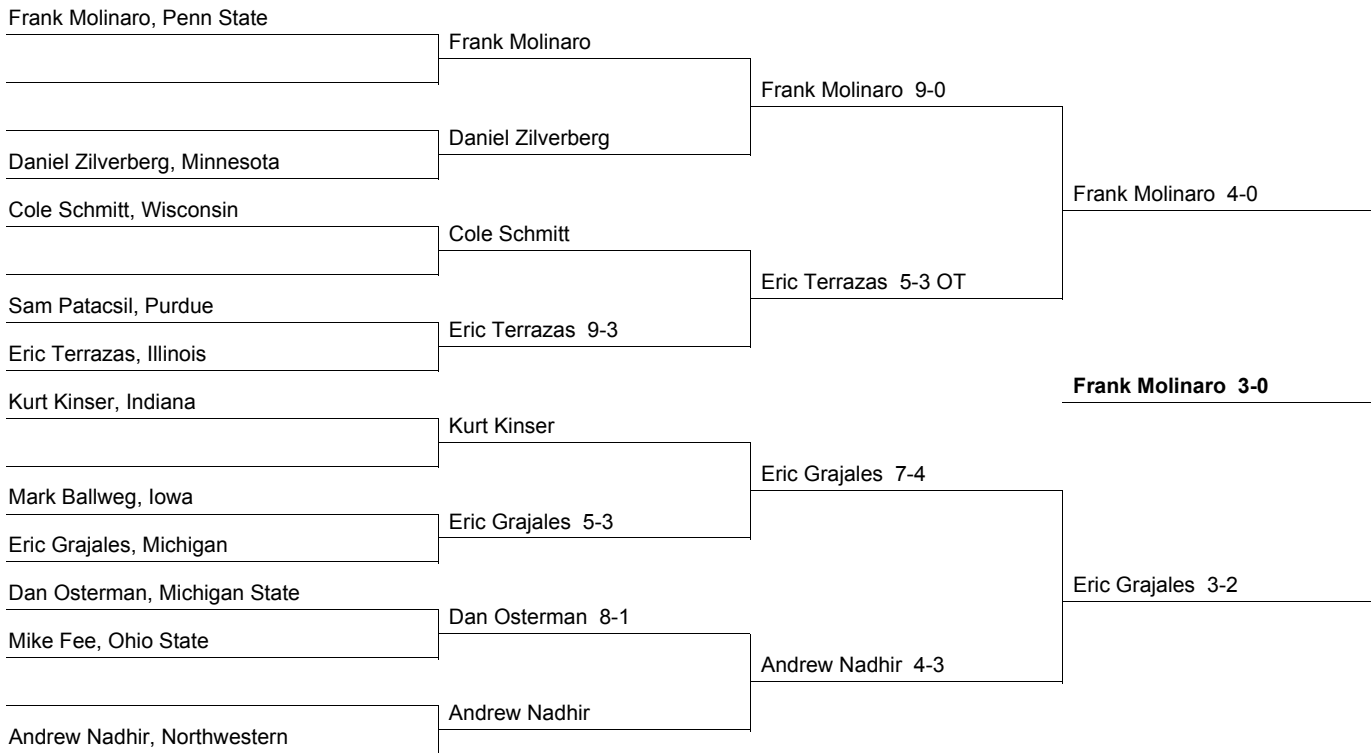 Frank Molinaro, Penn State
Frank Molinaro
Frank Molinaro 9-0
Daniel Zilverberg
Daniel Zilverberg, Minnesota
Frank Molinaro 4-0
Cole Schmitt, Wisconsin
Cole Schmitt
Eric Terrazas 5-3 OT
Sam Patacsil, Purdue
Eric Terrazas 9-3
Eric Terrazas, Illinois
Frank Molinaro 3-0
Kurt Kinser, Indiana
Kurt Kinser
Eric Grajales 7-4
Mark Ballweg, Iowa
Eric Grajales 5-3
Eric Grajales, Michigan
Eric Grajales 3-2
Dan Osterman, Michigan State
Dan Osterman 8-1
Mike Fee, Ohio State
Andrew Nadhir 4-3
Andrew Nadhir
Andrew Nadhir, Northwestern